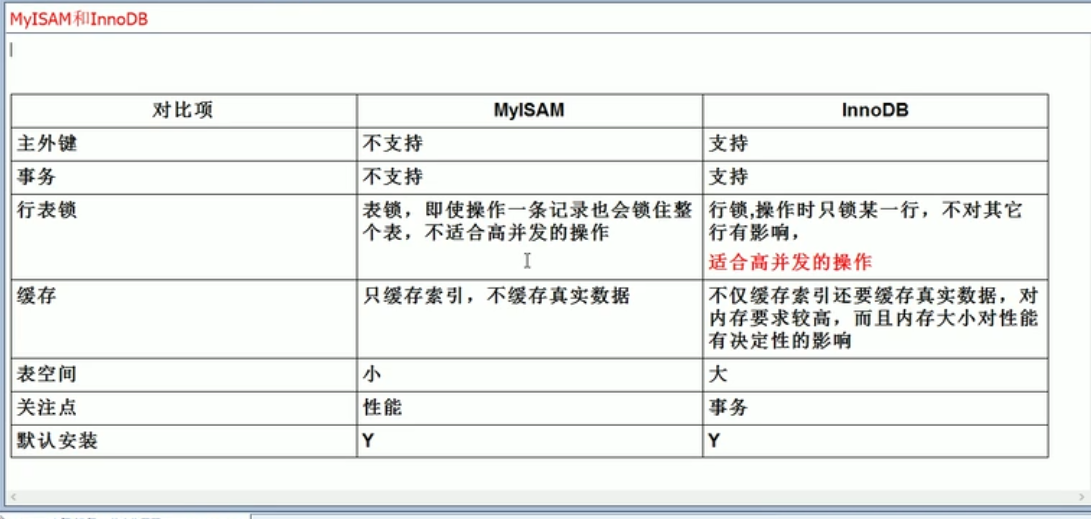 MyISAM和InnoDB
对比项 MyISAM InnoDB
主外键 不支持 支持
事务 不支持 支持
行表锁 表锁，即使操作一条记录也会锁住整 行锁,操作时只锁某一行，不对其它
个表，不适合高并发的操作 行有影响，
适合高并发的操作
缓存 只缓存索引，不缓存真实数据 不仅缓存索引还要缓存真实数据，对
内存要求较高，而且内存大小对性能
有决定性的影响
表空间 小 大
关注点 性能 事务
默认安装 Y Y